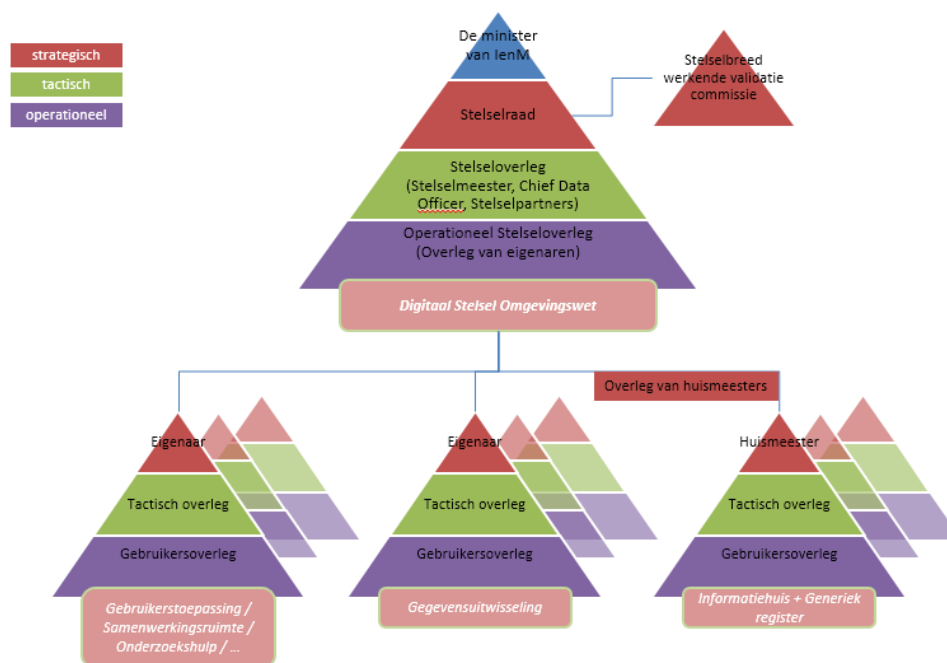 strategisch
tactisch
operationeel
De minister
van IenM
Stelselbreed
werkende validatie
commissie
Stelselraad
Stelseloverleg
(Stelselmeester, Chief Data
Officer, Stelselpartners)
Operationeel Stelseloverleg
(Overleg van eigenaren)
Digitaal Stelsel Omgevingswet
Overleg van huismeesters
Eigenaar
Tactisch overleg
Gebruikersoverleg
Gebruikerstoepassing /
Samenwerkingsruimte /
Onderzoekshulp / ...
Eigenaar
Tactisch overleg
Gebruikersoverleg
Gegevensuitwisseling
Huismeester
Tactisch overleg
Gebruikersoverleg
Informatiehuis + Generiek
register